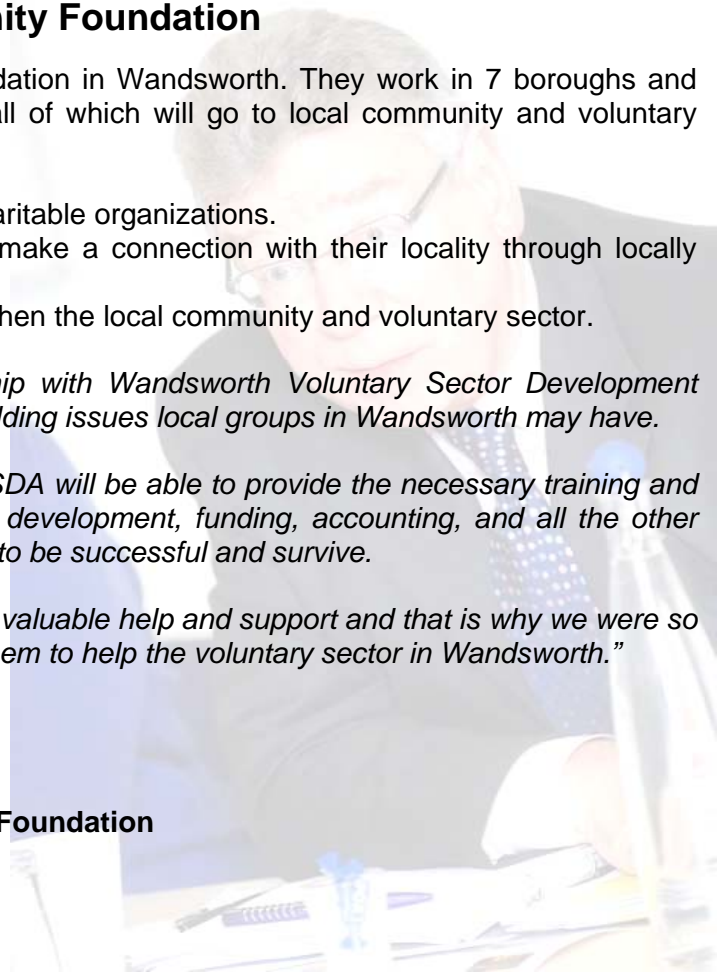 nity Foundation
dation in Wandsworth. They work in 7 boroughs and
all of which will go to local community and voluntary
aritable organizations.
make a connection with their locality through locally
hen the local community and voluntary sector.
hip with Wandsworth Voluntary Sector Development
lding issues local groups in Wandsworth may have.
SDA will be able to provide the necessary training and
development, funding, accounting, and all the other
to be successful and survive.
valuable help and support and that is why we were so
em to help the voluntary sector in Wandsworth.”
Foundation